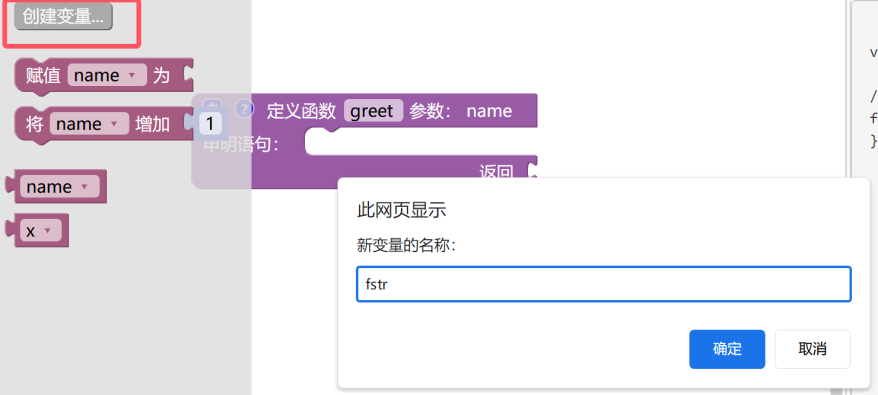 创建变量...
赋值 name 为
将 name 增加 1
name
x
定义函数 greet 参数: name
申明语句:
返回
此网页显示
新变量的名称:
fstr
确定 取消
v
/
f
}